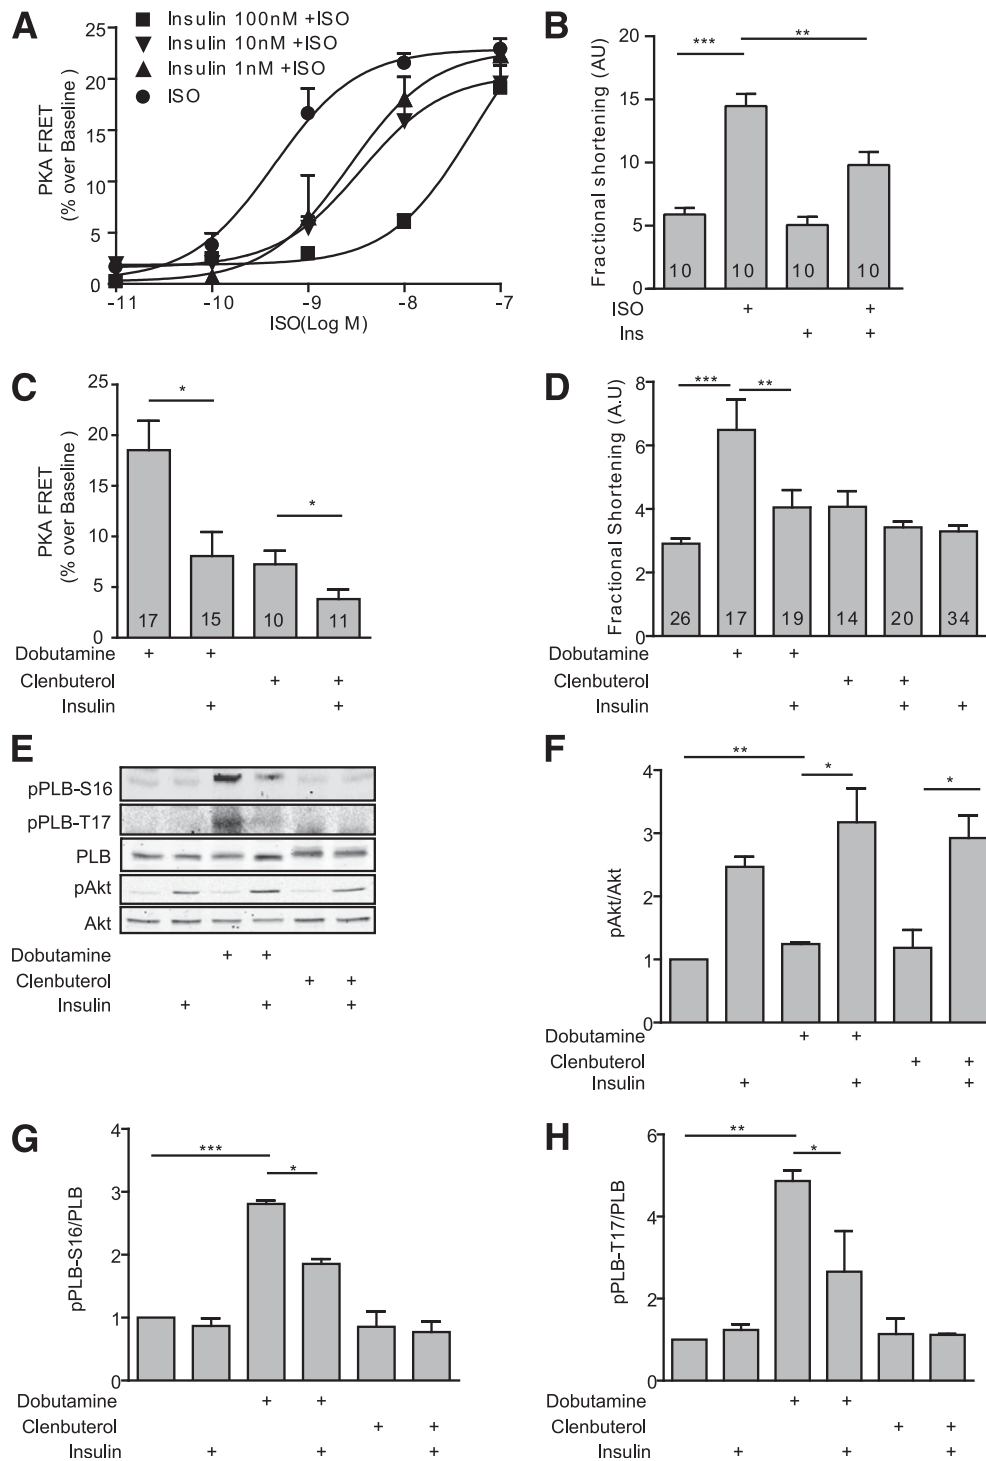 A
Insulin 100nM +ISO
Insulin 10nM +ISO
Insulin 1nM +ISO
ISO
PKA FRET
(% over Baseline )
25
20
15
10
5
0
-11 -10 -9 -8 -7
ISO(Log M)
B
Fractional shortening (AU)
20
15
10
5
0
*** **
10 10 10 10
ISO + +
Ins + +
C
PKA FRET
(% over Baseline )
25
20
15
10
5
0
* *
17 15 10 11
Dobutamine + +
Clenbuterol + +
Insulin + +
D
Fractional Shortening (A.U)
8
6
4
2
0
*** **
26 17 19 14 20 34
Dobutamine + +
Clenbuterol + +
Insulin + + +
E
pPLB-S16
pPLB-T17
PLB
pAkt
Akt
Dobutamine + +
Clenbuterol + +
Insulin + + +
F
pAkt/Akt
4
3
2
1
0
** * *
Dobutamine + +
Clenbuterol + +
Insulin + + +
G
pPLB-S16/PLB
4
3
2
1
0
*** *
Dobutamine + +
Clenbuterol + +
Insulin + + +
H
pPLB-T17/PLB
6
4
2
0
** *
Dobutamine + +
Clenbuterol + +
Insulin + + +